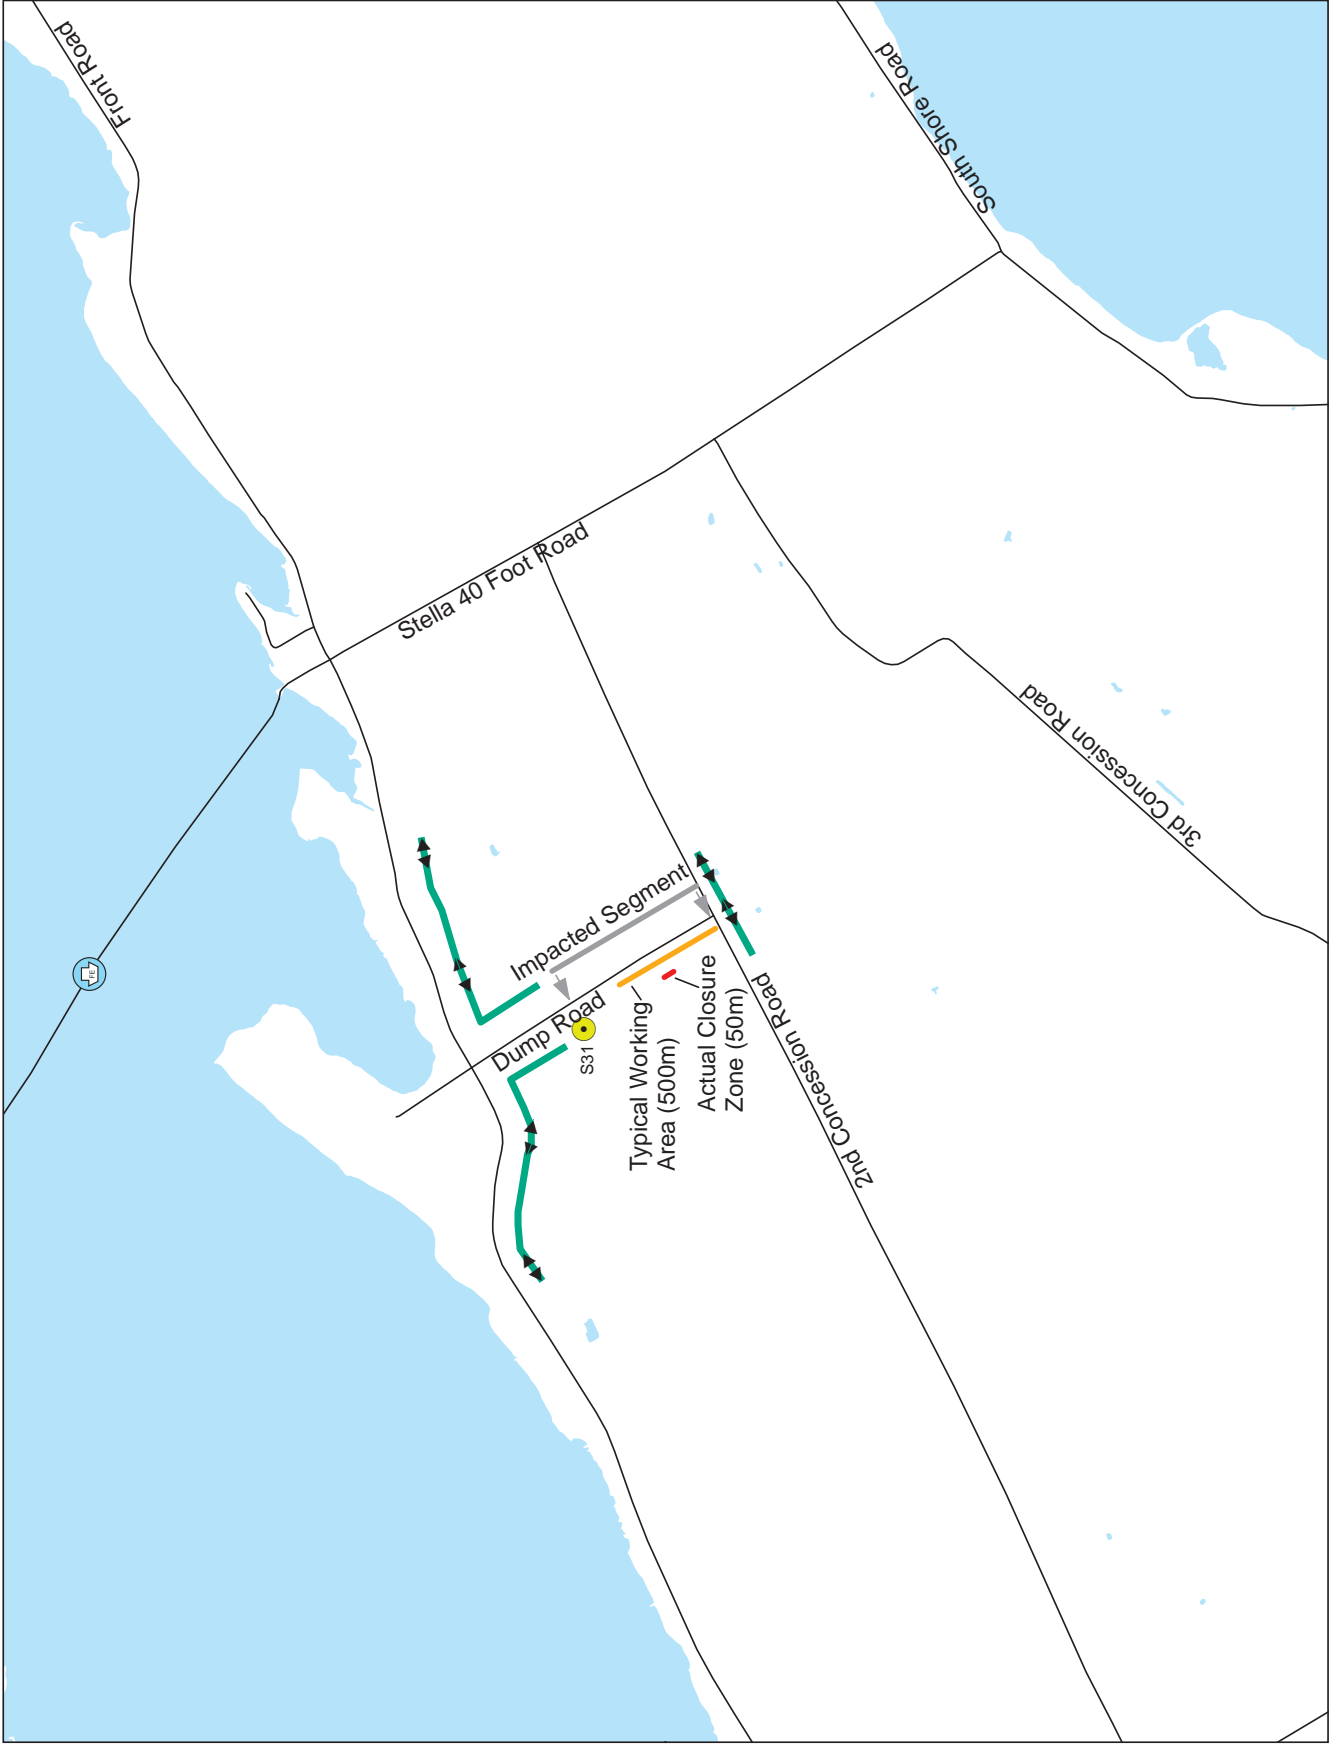 Front Road
South Shore Road
Stella 40 Foot Road
3rd Concession Road
Impacted Segment
FE
Dump Road
S31
Typical Working
Area (500m)
Actual Closure
Zone (50m)
2nd Concession Road